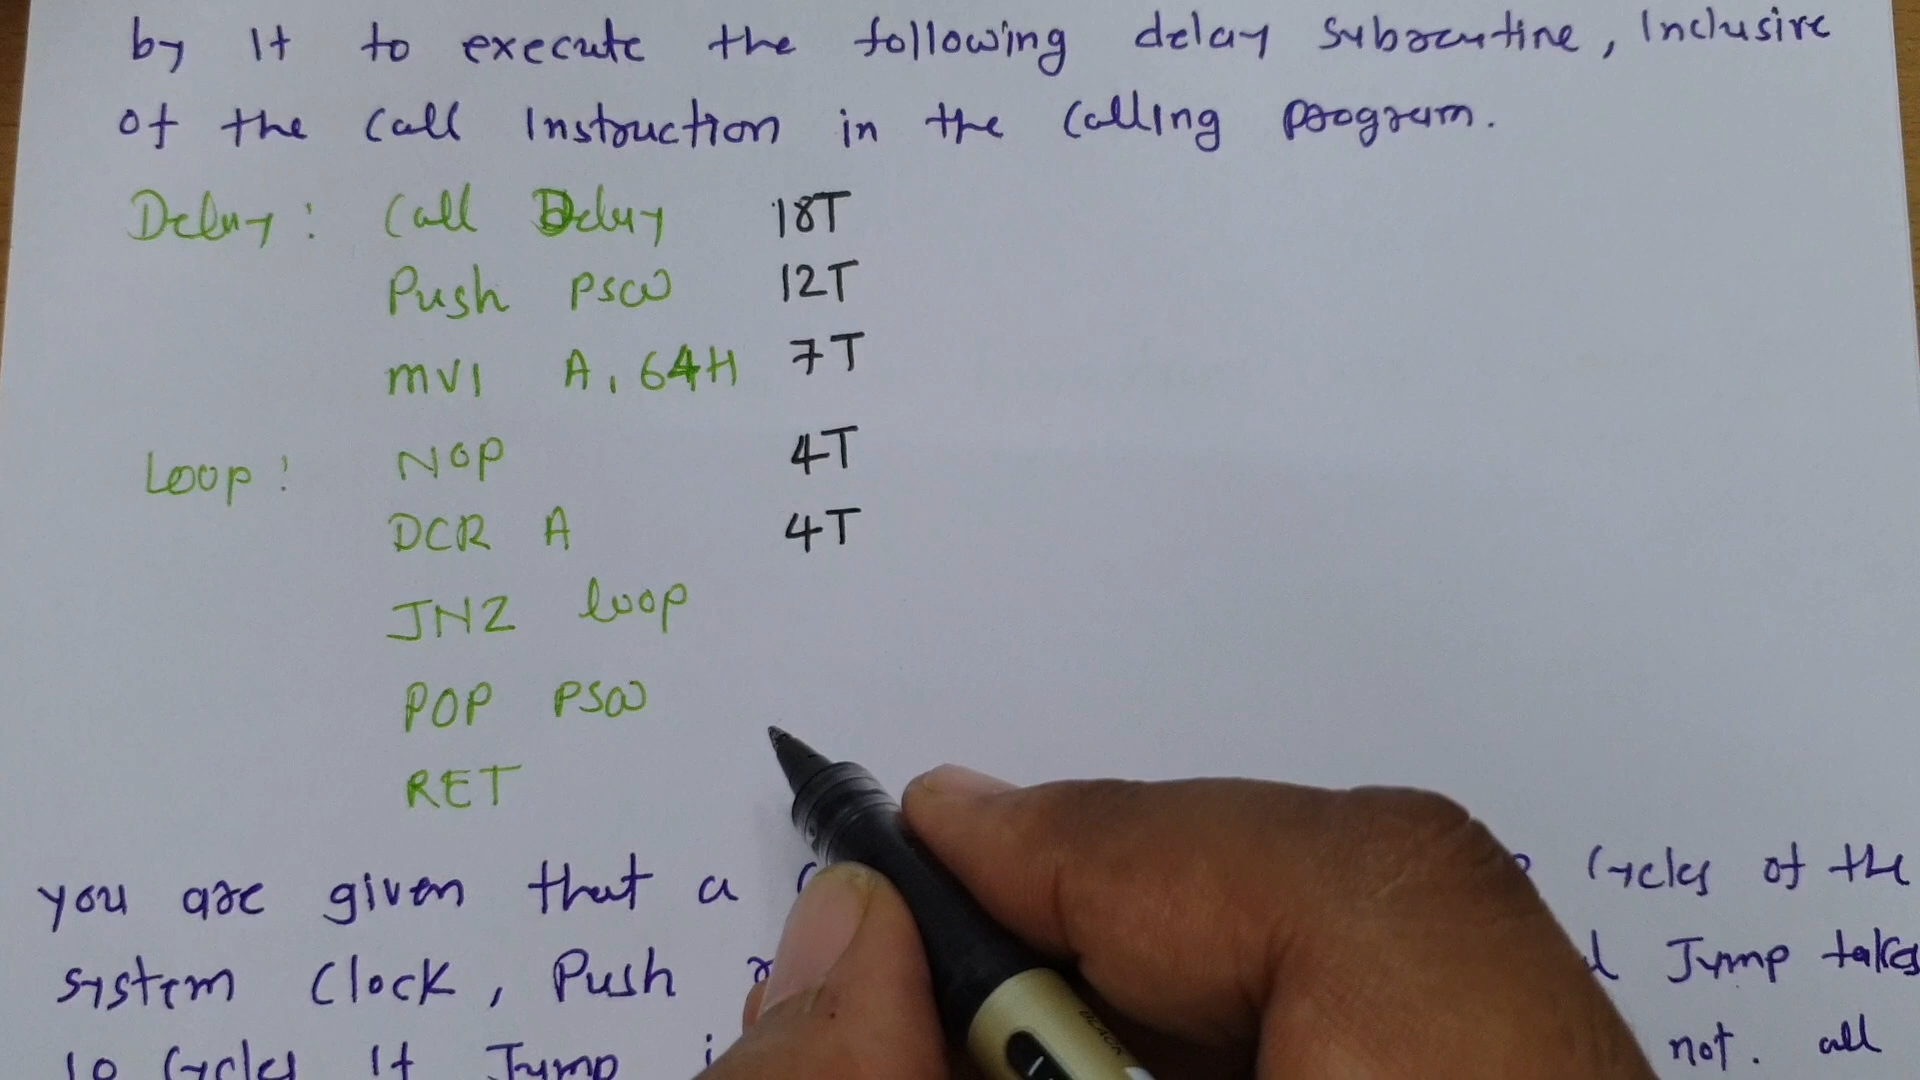 by It to execute the following delay subroutine, Inclusive
of the Call Instruction in the Calling program.
Delay: Call Delay 18T
Push PSW 12T
MVI A, 64H 7T
Loop: NOP 4T
DCR A 4T
JNZ loop
POP PSW
RET
you are given that a cycles of the
system Clock, Push Jump takes
10 Cycles If Jump not. all